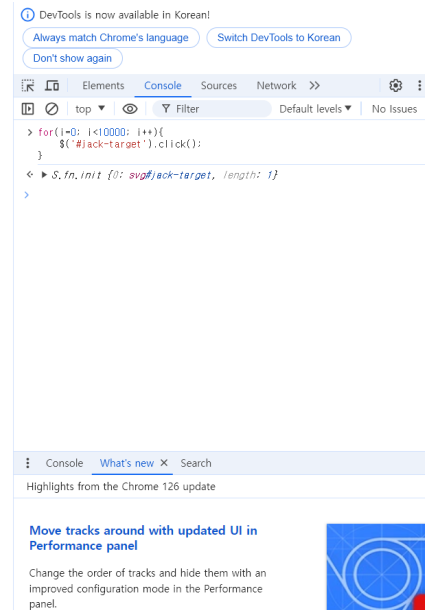 DevTools is now available in Korean!
Always match Chrome's language Switch DevTools to Korean
Don't show again
Elements Console Sources Network
top ▼ Filter Default levels ▼ No Issues
> for(i=0; i<10000; i++){
$('#jack-target').click();
}
S.fn.init {0: svg#jack-target, length: 1}
>
Console What's new × Search
Highlights from the Chrome 126 update
Move tracks around with updated UI in
Performance panel
Change the order of tracks and hide them with an
improved configuration mode in the Performance
panel.